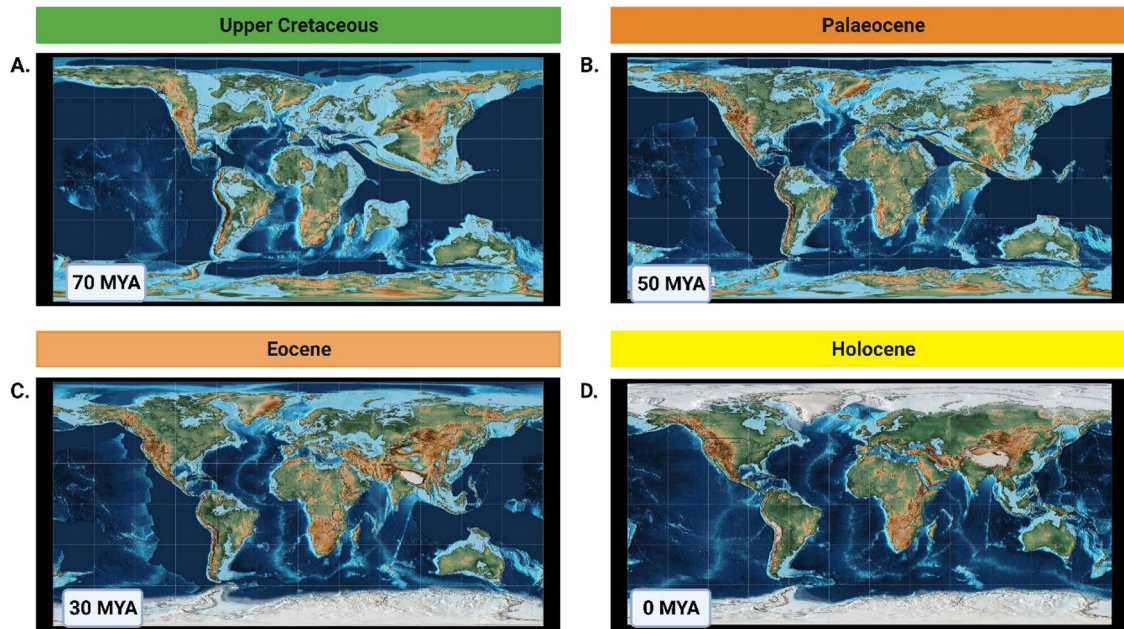 Upper Cretaceous
Palaeocene
A.
B.
70 MYA
50 MYA
Eocene
Holocene
C.
D.
30 MYA
0 MYA